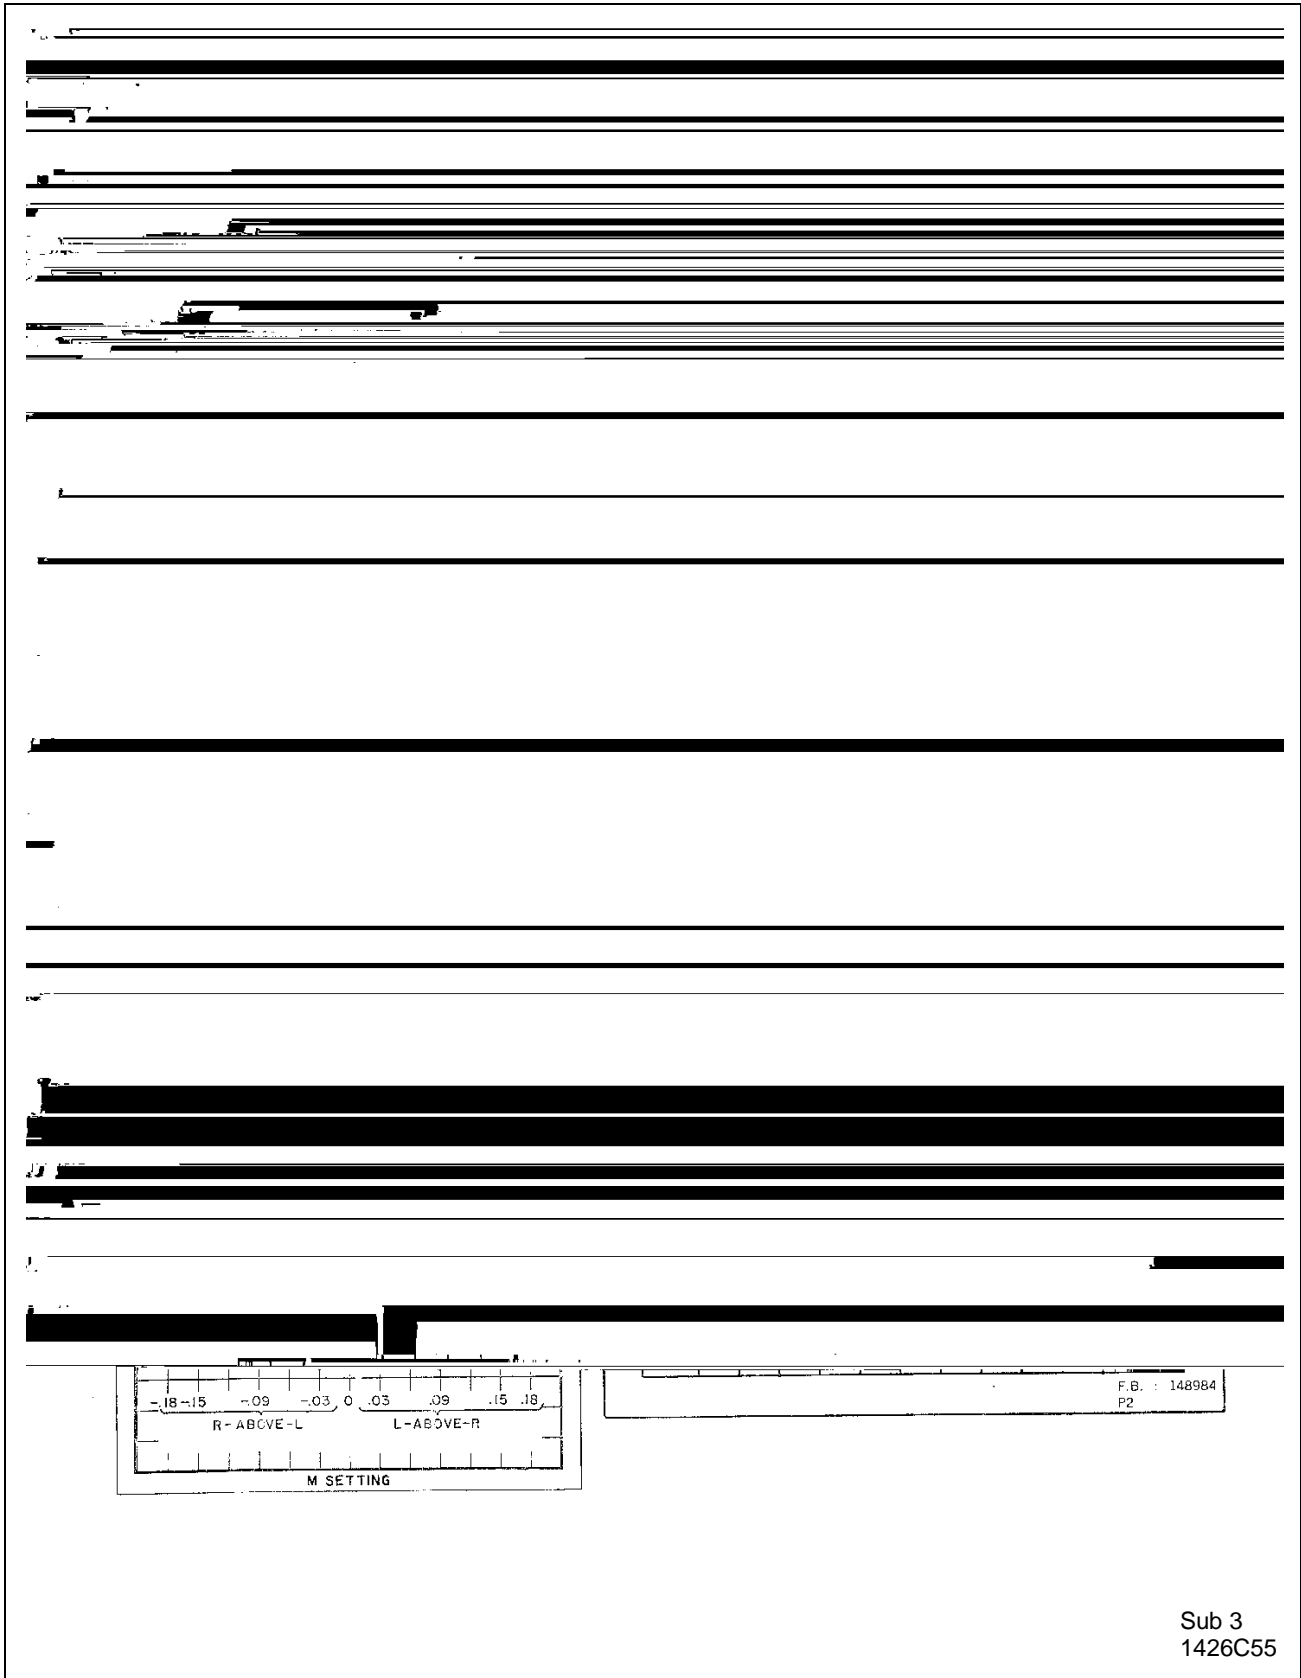 -.18 -.15 -.09 -.03 0 .03 .09 .15 .18
R-ABOVE-L L-ABOVE-R
M SETTING
F.B. : 148984
P2
Sub 3
1426C55